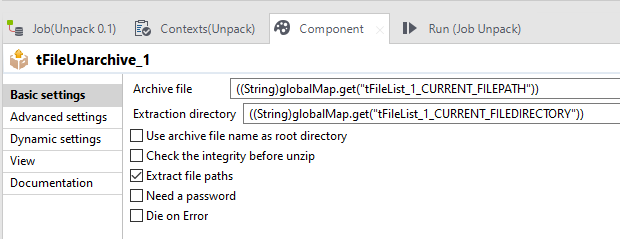 Job(Unpack 0.1) Contexts(Unpack) Component Run (Job Unpack)
tFileUnarchive_1
Basic settings
Advanced settings
Dynamic settings
View
Documentation
Archive file ((String)globalMap.get("tFileList_1_CURRENT_FILEPATH"))
Extraction directory ((String)globalMap.get("tFileList_1_CURRENT_FILEDIRECTORY"))
Use archive file name as root directory
Check the integrity before unzip
Extract file paths
Need a password
Die on Error